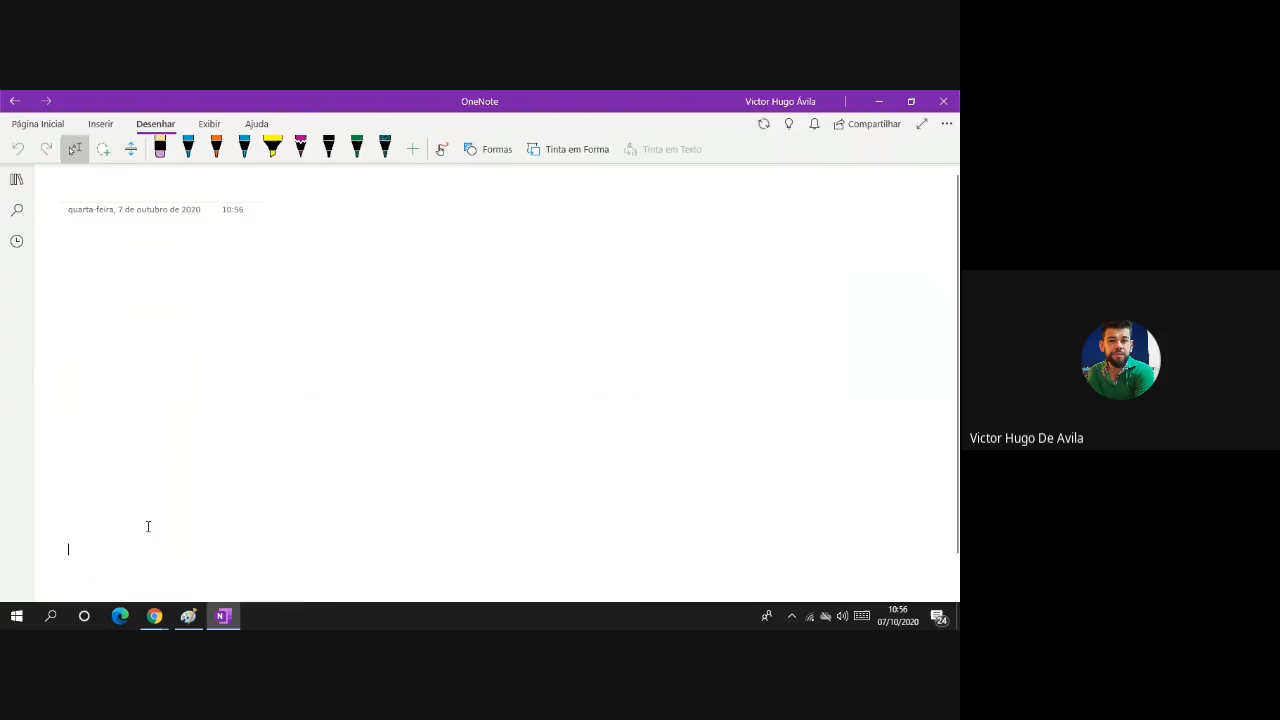 OneNote
Victor Hugo Ávila
Página Inicial
Inserir
Desenhar
Exibir
Ajuda
Compartilhar
Formas
Tinta em Forma
Tinta em Texto
quarta-feira, 7 de outubro de 2020 10:56
Victor Hugo De Avila
10:56
07/10/2020
24